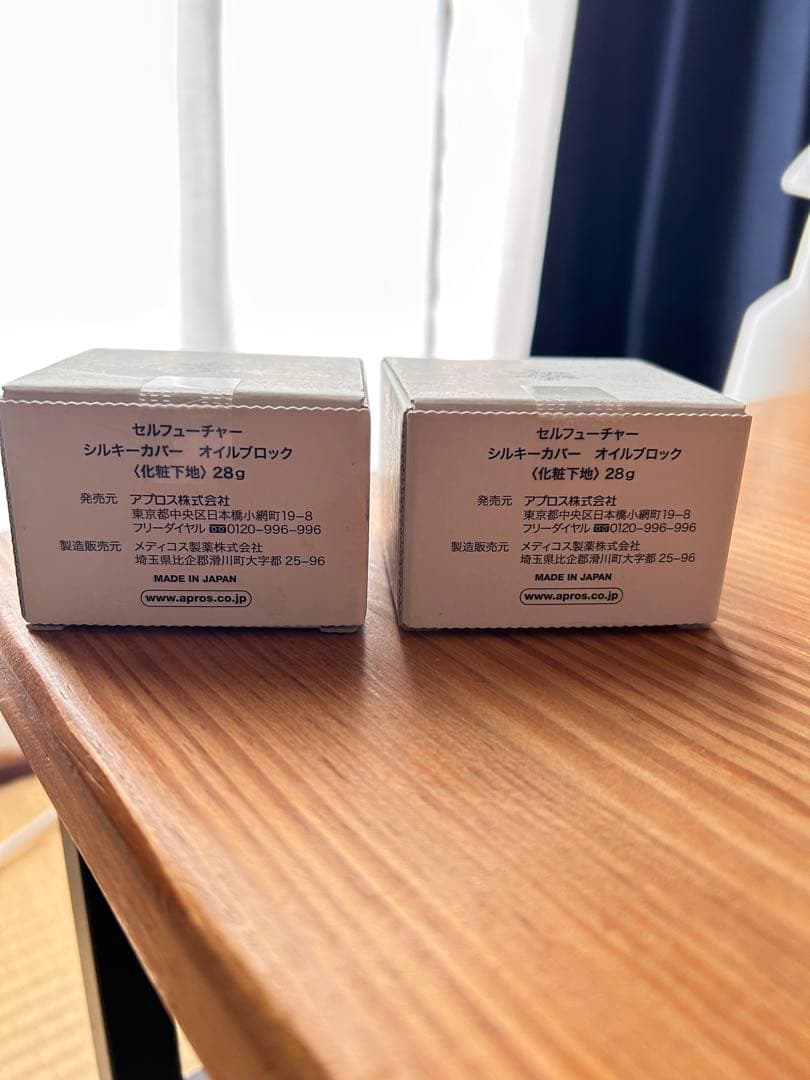 セルフューチャー
シルキーカバー　オイルブロック
〈化粧下地〉28g
発売元　アプロス株式会社
東京都中央区日本橋小網町19-8
フリーダイヤル 0120-996-996
製造販売元　メディコス製薬株式会社
埼玉県比企郡滑川町大字都 25-96
MADE IN JAPAN
www.apros.co.jp
セルフューチャー
シルキーカバー　オイルブロック
〈化粧下地〉28g
発売元　アプロス株式会社
東京都中央区日本橋小網町19-8
フリーダイヤル 0120-996-996
製造販売元　メディコス製薬株式会社
埼玉県比企郡滑川町大字都 25-96
MADE IN JAPAN
www.apros.co.jp